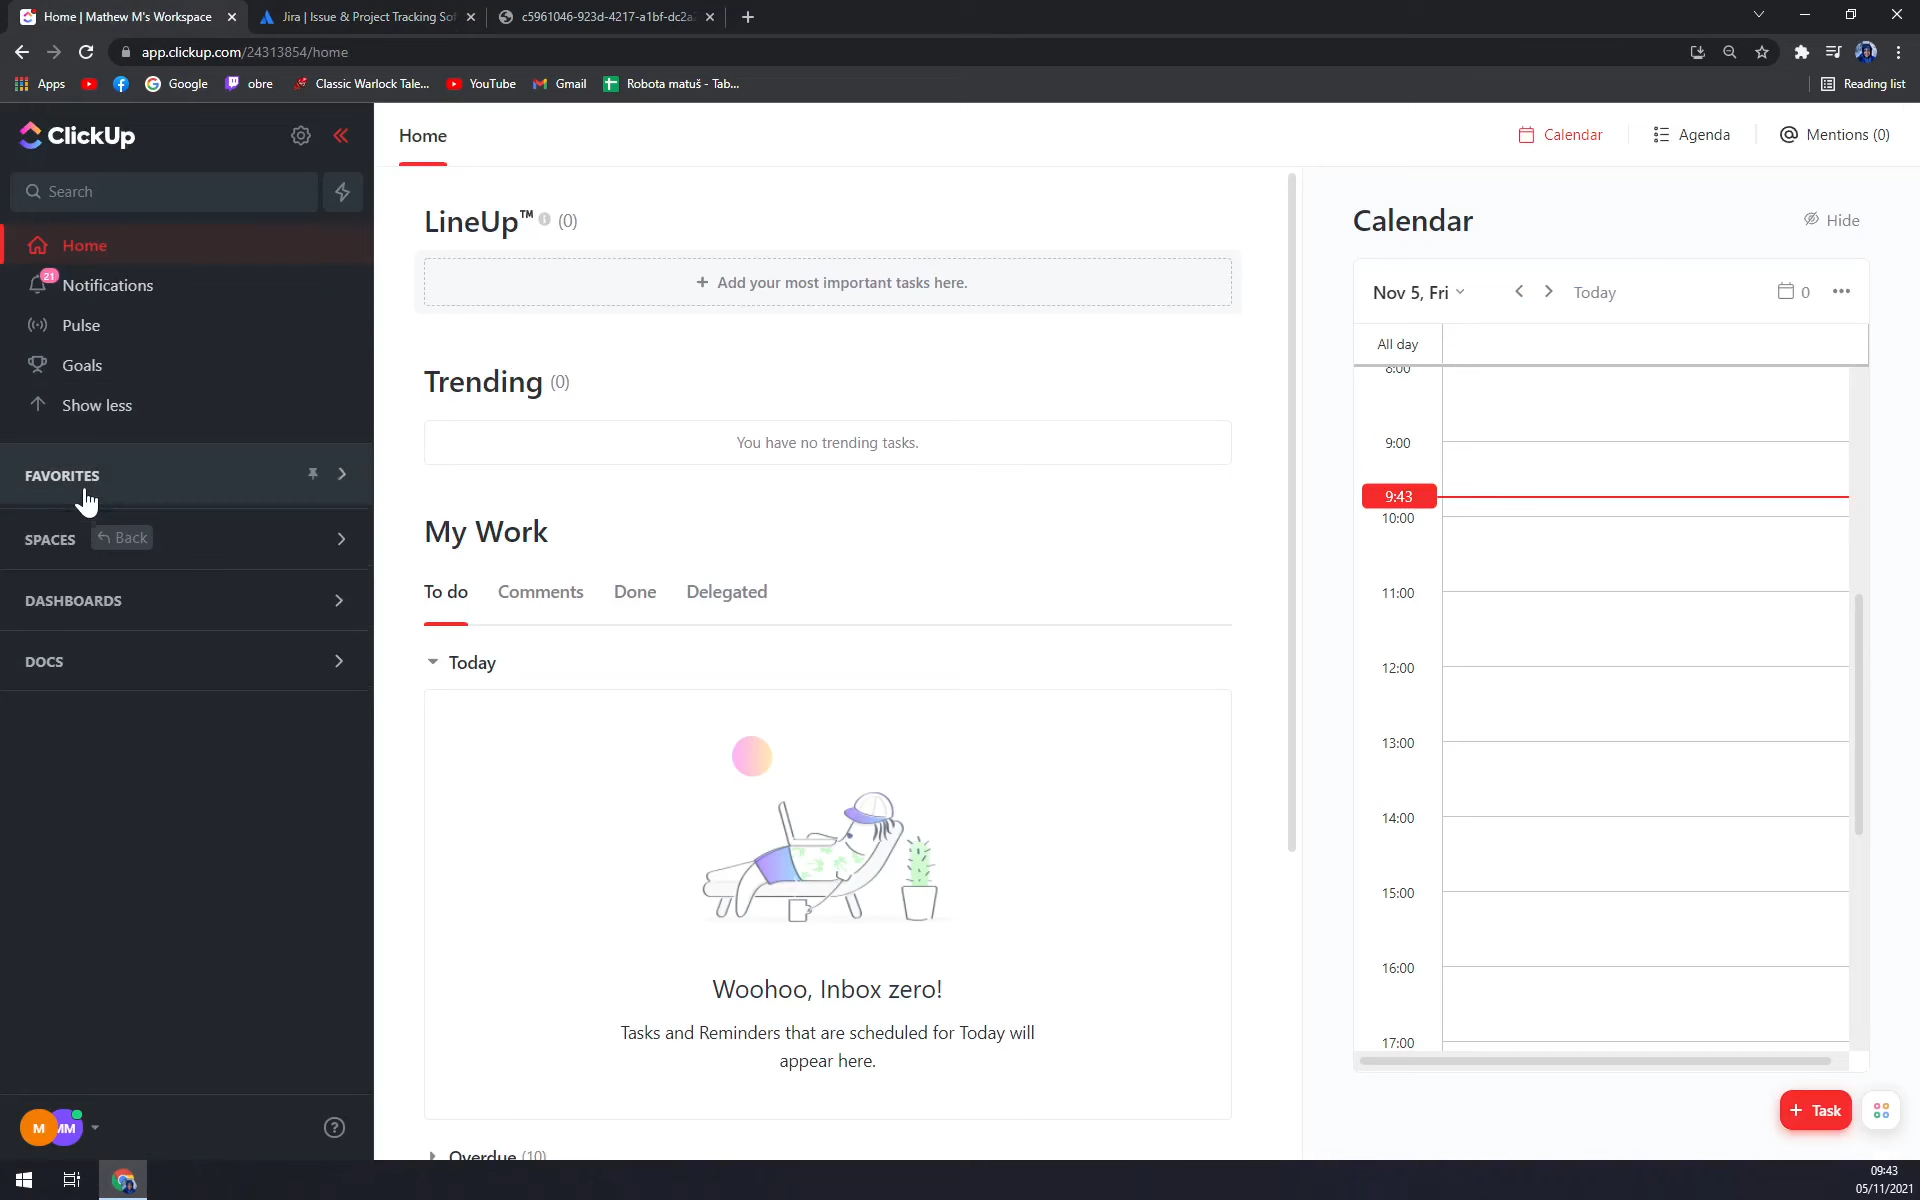 Home | Mathew M's Workspace
Jira | Issue & Project Tracking Sof
c5961046-923d-4217-a1bf-dc2a
app.clickup.com/24313854/home
Apps
Google
obre
Classic Warlock Tale...
YouTube
Gmail
Robota matuš - Tab...
Reading list
ClickUp
Search
Home
21
Notifications
Pulse
Goals
Show less
FAVORITES
SPACES
Back
DASHBOARDS
DOCS
M
MM
Home
Calendar
Agenda
Mentions (0)
LineUp™ (0)
+ Add your most important tasks here.
Trending (0)
You have no trending tasks.
My Work
To do
Comments
Done
Delegated
Today
Woohoo, Inbox zero!
Tasks and Reminders that are scheduled for Today will
appear here.
Overdue (10)
Calendar
Hide
Nov 5, Fri
Today
0
All day
8:00
9:00
9:43
10:00
11:00
12:00
13:00
14:00
15:00
16:00
17:00
+ Task
09:43
05/11/2021